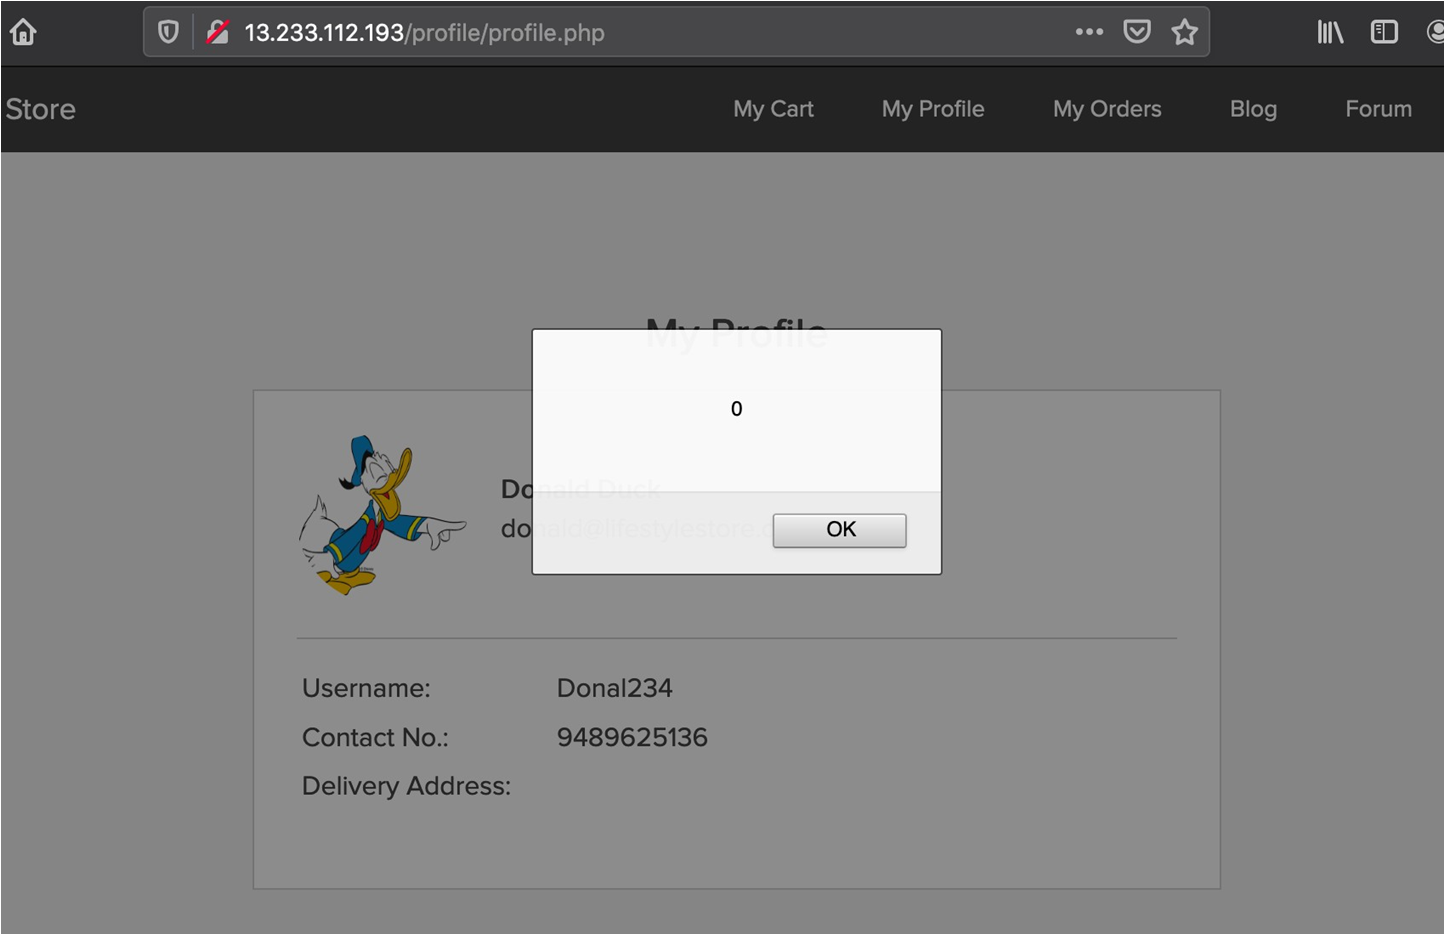 13.233.112.193/profile/profile.php
Store
My Cart
My Profile
My Orders
Blog
Forum
My Profile
0
Donald Duck
donald@lifestylestore.c
OK
Username:
Donal234
Contact No.:
9489625136
Delivery Address: